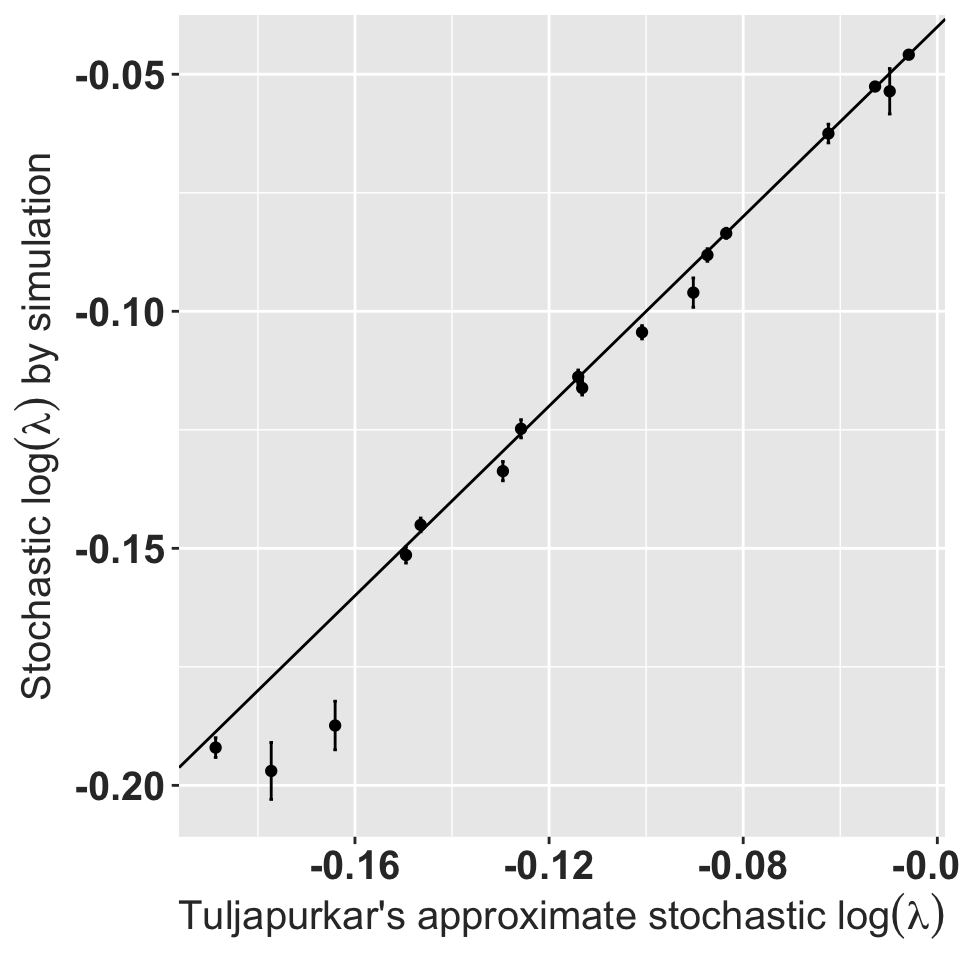 Stochastic log(λ) by simulation
-0.05
-0.10
-0.15
-0.20
-0.16 -0.12 -0.08 -0.0
Tuljapurkar's approximate stochastic log(λ)